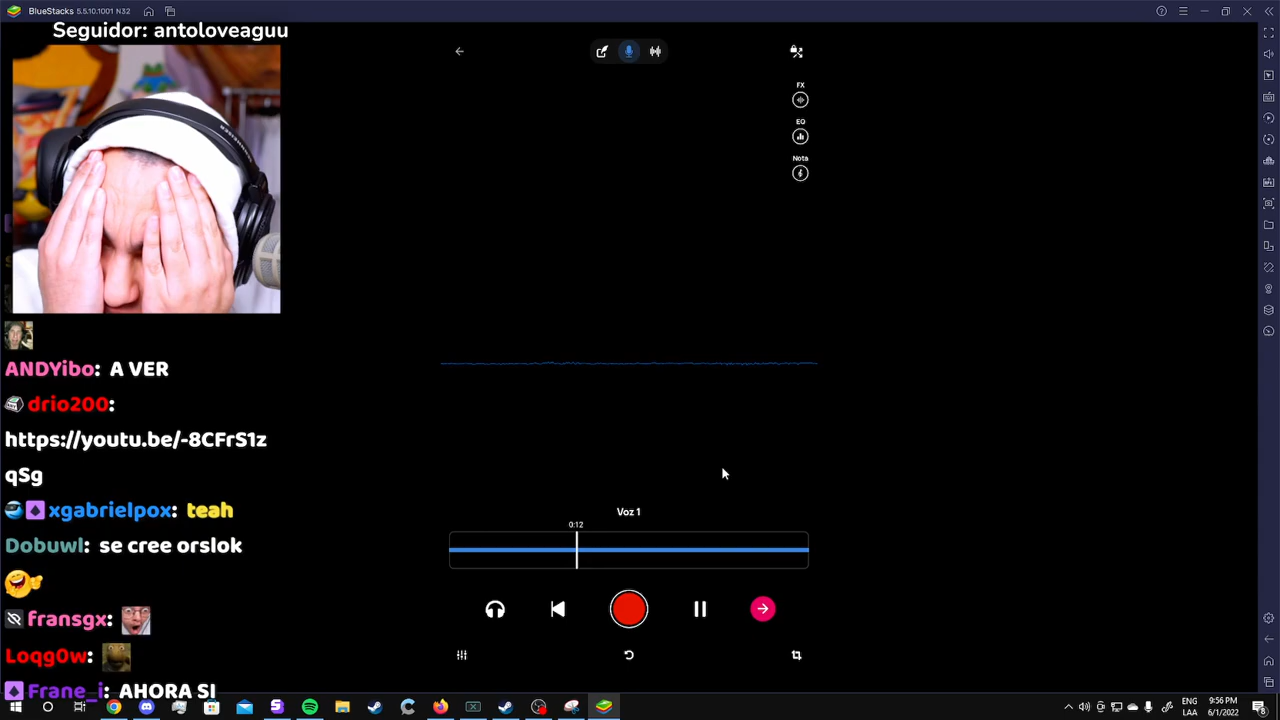 BlueStacks 5.5.10.1001 N32
Seguidor: antoloveaguu
FX
EQ
Nota
ANDYibo: A VER
drio200:
https://youtu.be/-8CFrS1z
qSg
xgabrielpox: teah
Dobuwl: se cree orslok
fransgx:
Loqg0w:
Frane_i: AHORA SI
Voz 1
0:12
ENG
LAA
9:56 PM
6/1/2022
8